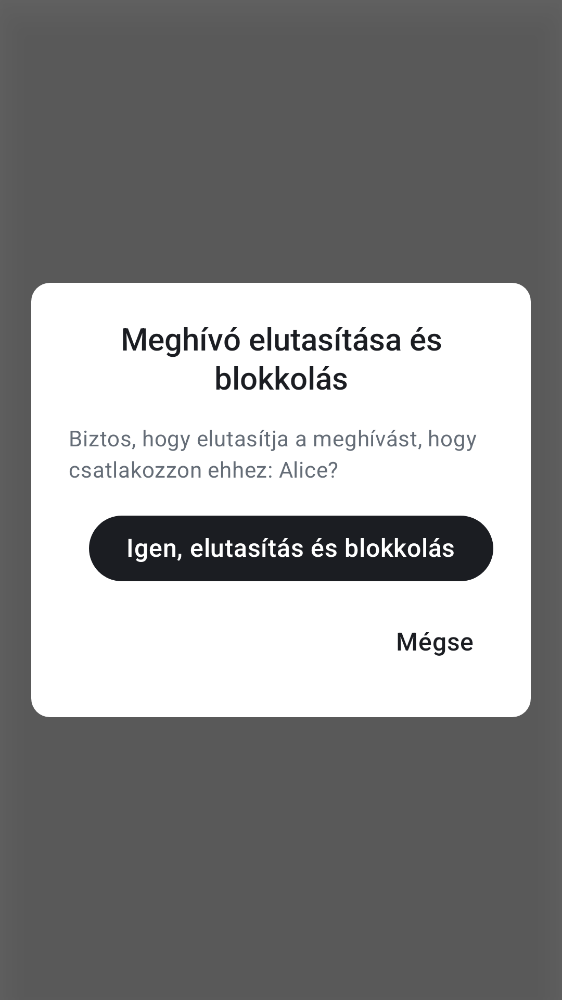 Meghívó elutasítása és
blokkolás
Biztos, hogy elutasítja a meghívást, hogy
csatlakozzon ehhez: Alice?
Igen, elutasítás és blokkolás
Mégse